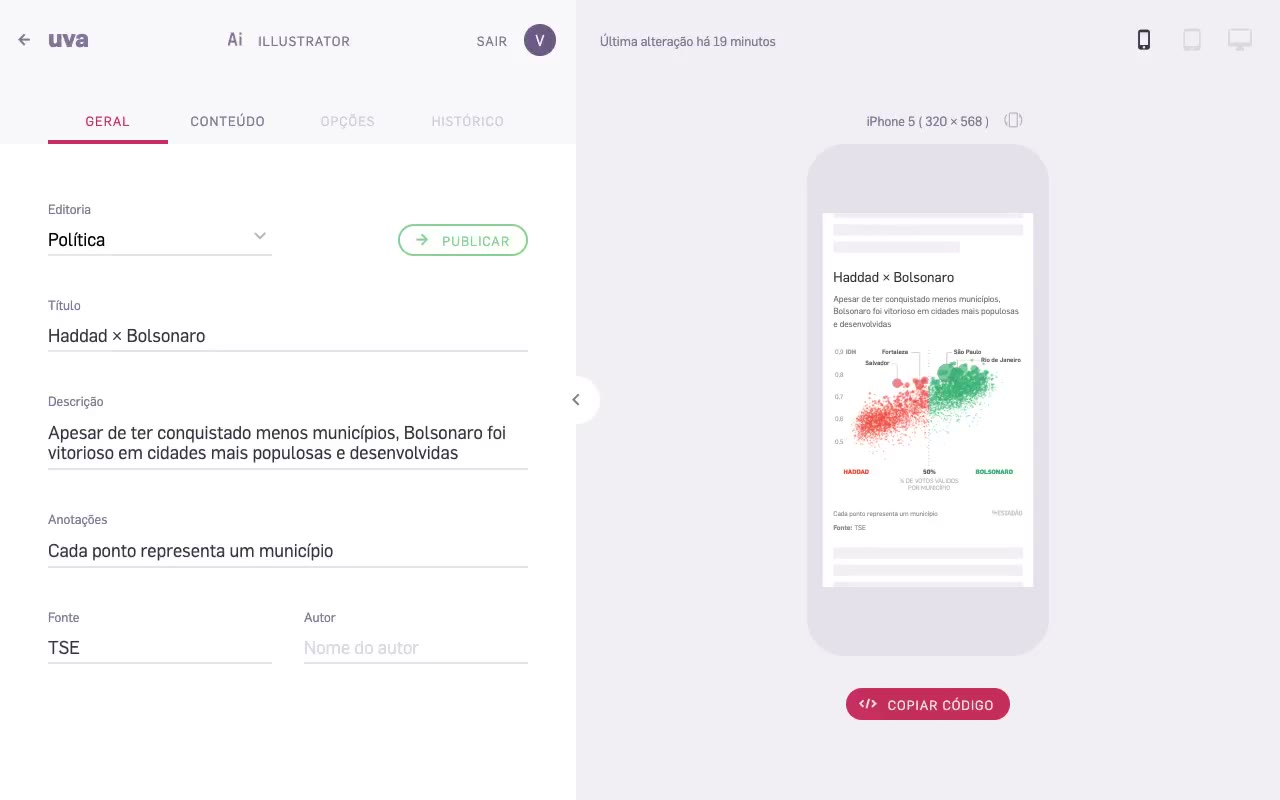 uva
Ai ILLUSTRATOR
SAIR V
GERAL CONTEÚDO OPÇÕES HISTÓRICO
Editoria
Política
PUBLICAR
Título
Haddad × Bolsonaro
Descrição
Apesar de ter conquistado menos municípios, Bolsonaro foi
vitorioso em cidades mais populosas e desenvolvidas
Anotações
Cada ponto representa um município
Fonte Autor
TSE Nome do autor
Última alteração há 19 minutos
iPhone 5 ( 320 × 568 )
Haddad × Bolsonaro
Apesar de ter conquistado menos municípios,
Bolsonaro foi vitorioso em cidades mais populosas
e desenvolvidas
0,9 IDH Fortaleza São Paulo
Salvador Rio de Janeiro
0,8
0,7
0,6
0,5
HADDAD 50% BOLSONARO
% DE VOTOS VÁLIDOS
POR MUNICÍPIO
Cada ponto representa um município
Fonte: TSE
</> COPIAR CÓDIGO